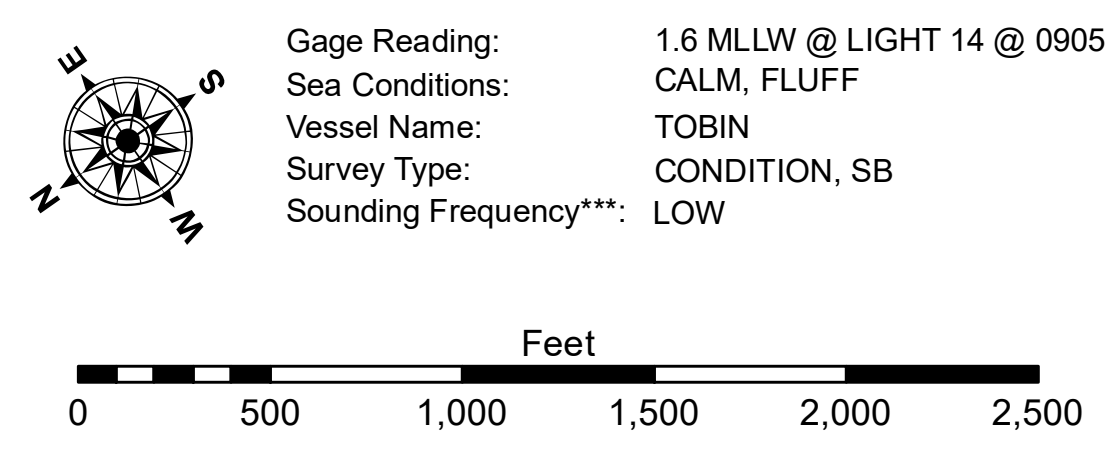 E
S
N
W
Gage Reading: 1.6 MLLW @ LIGHT 14 @ 0905
Sea Conditions: CALM, FLUFF
Vessel Name: TOBIN
Survey Type: CONDITION, SB
Sounding Frequency***: LOW
Feet
0 500 1,000 1,500 2,000 2,500